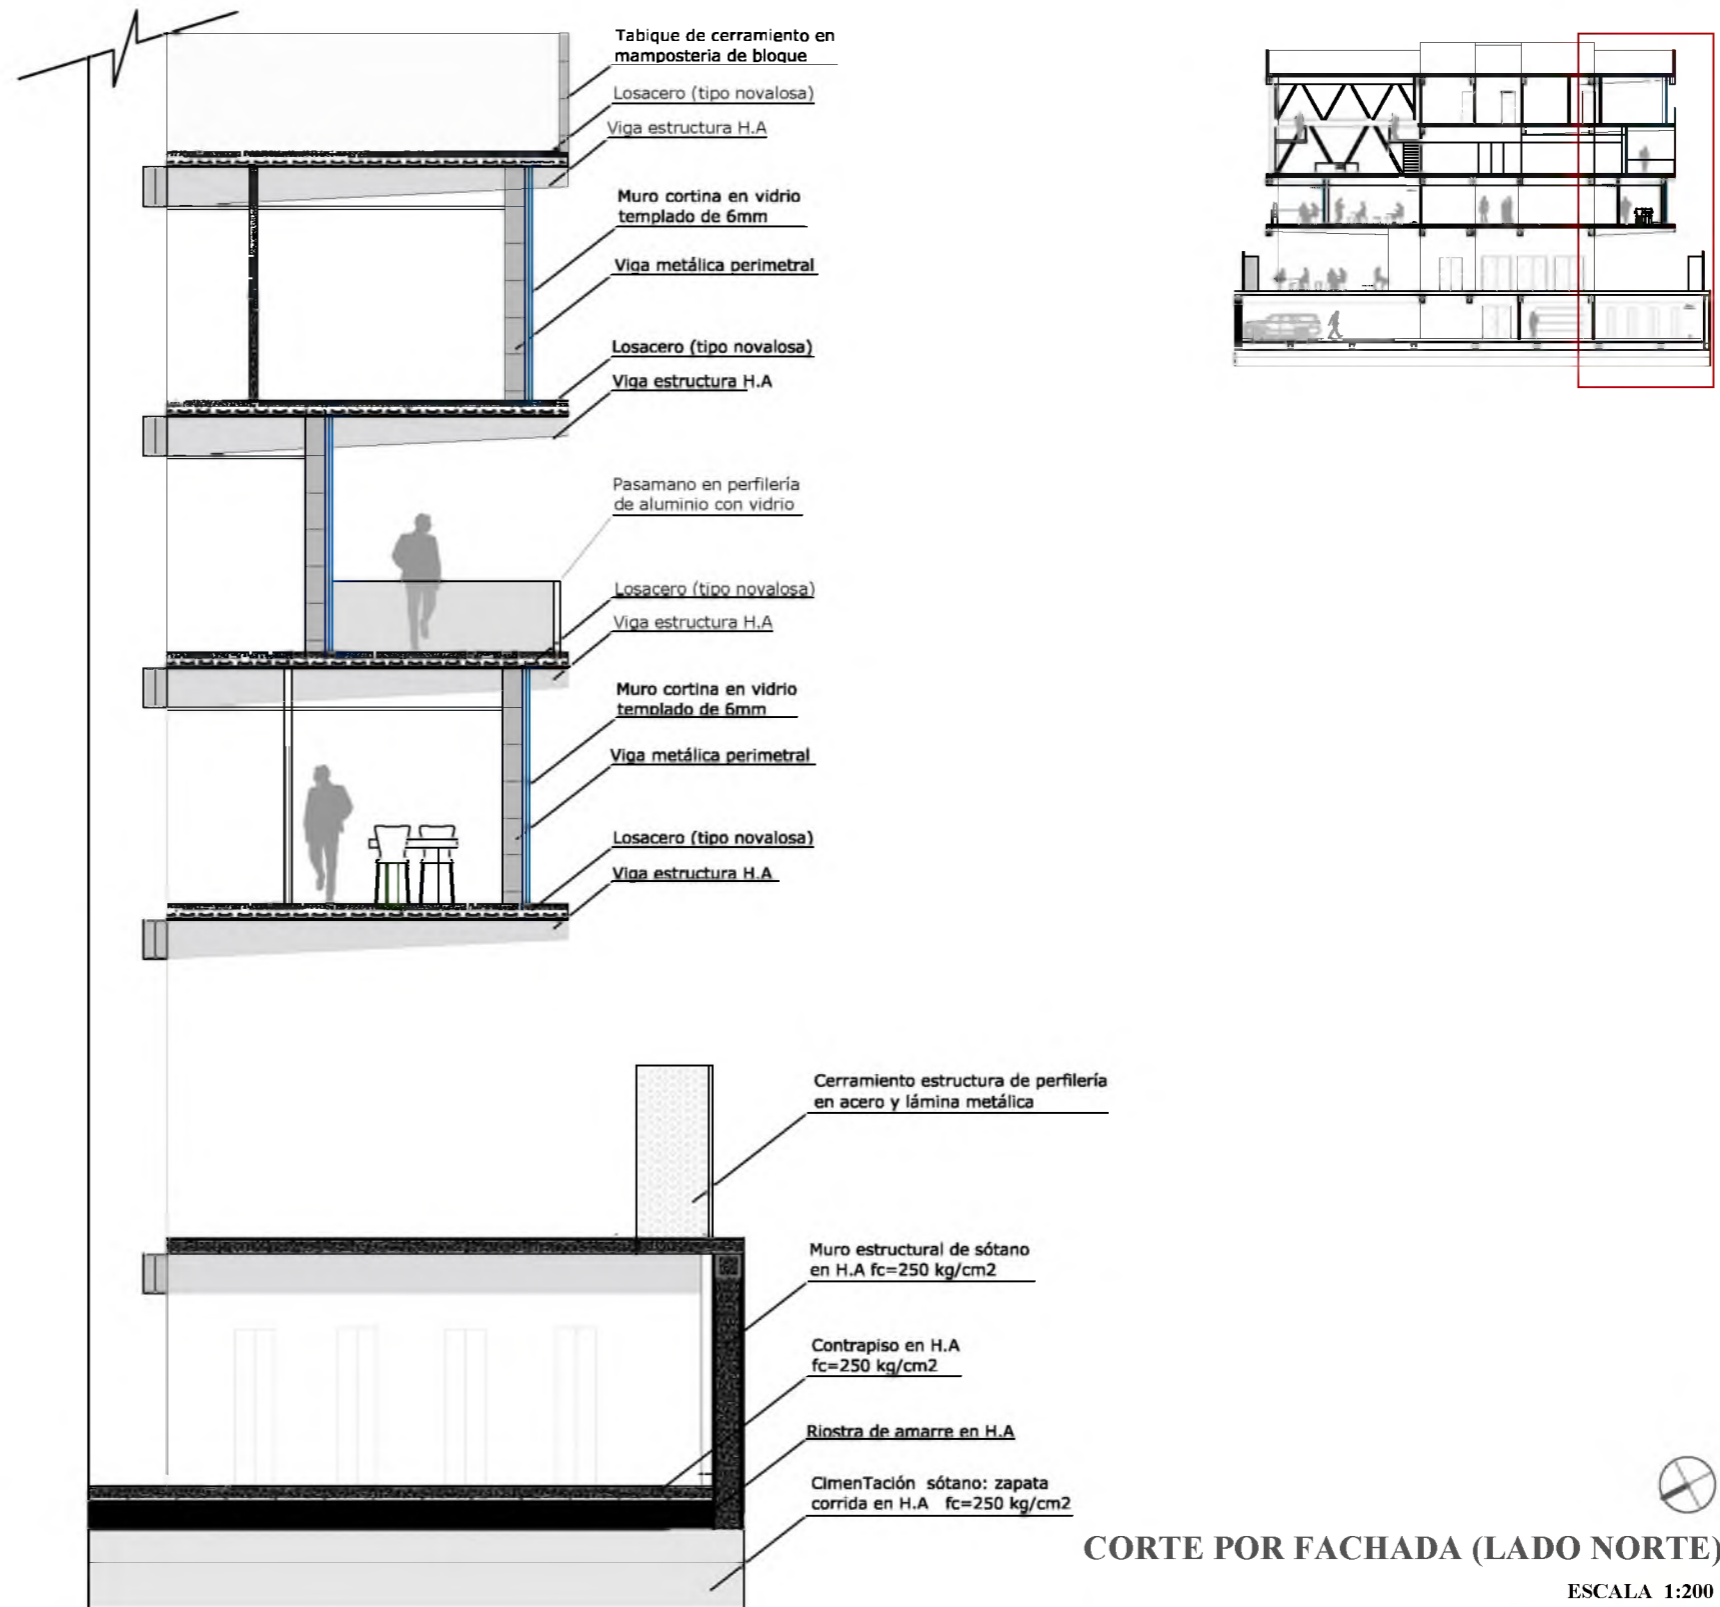 Tabique de cerramiento en
mamposteria de bloque
Losacero (tipo novalosa)
Viga estructura H.A
Muro cortina en vidrio
templado de 6mm
Viga metálica perimetral
Losacero (tipo novalosa)
Viga estructura H.A
Pasamano en perfilería
de aluminio con vidrio
Losacero (tipo novalosa)
Viga estructura H.A
Muro cortina en vidrio
templado de 6mm
Viga metálica perimetral
Losacero (tipo novalosa)
Viga estructura H.A
Cerramiento estructura de perfilería
en acero y lámina metálica
Muro estructural de sótano
en H.A fc=250 kg/cm2
Contrapiso en H.A
fc=250 kg/cm2
Riostra de amarre en H.A
CimenTación sótano: zapata
corrida en H.A fc=250 kg/cm2
CORTE POR FACHADA (LADO NORTE)
ESCALA 1:200